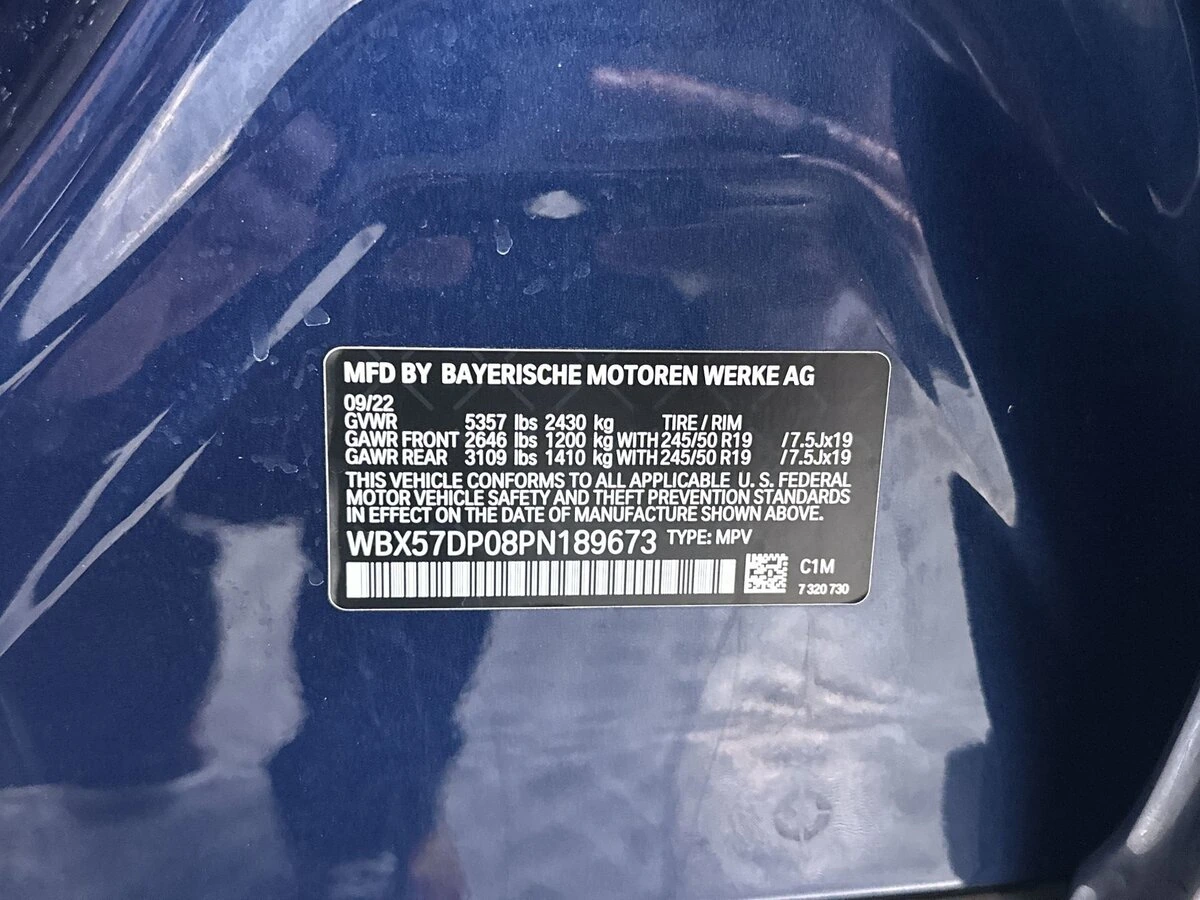 MFD BY BAYERISCHE MOTOREN WERKE AG
09/22
GVWR 5357 lbs 2430 kg TIRE / RIM
GAWR FRONT 2646 lbs 1200 kg WITH 245/50 R19 /7.5Jx19
GAWR REAR 3109 lbs 1410 kg WITH 245/50 R19 /7.5Jx19
THIS VEHICLE CONFORMS TO ALL APPLICABLE U. S. FEDERAL
MOTOR VEHICLE SAFETY AND THEFT PREVENTION STANDARDS
IN EFFECT ON THE DATE OF MANUFACTURE SHOWN ABOVE.
WBX57DP08PN189673 TYPE: MPV
C1M
7 320 730